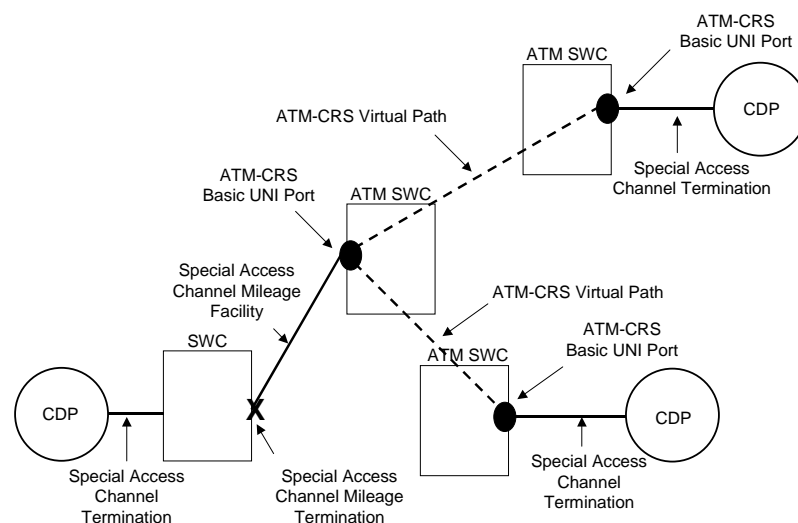 ATM-CRS
Basic UNI Port
ATM SWC
CDP
ATM-CRS Virtual Path
Special Access
Channel Termination
ATM-CRS
Basic UNI Port
ATM SWC
Special Access
Channel Mileage
Facility
ATM-CRS Virtual Path
ATM-CRS
Basic UNI Port
SWC
ATM SWC
CDP
X
CDP
Special Access
Channel
Termination
Special Access
Channel Mileage
Termination
Special Access
Channel
Termination